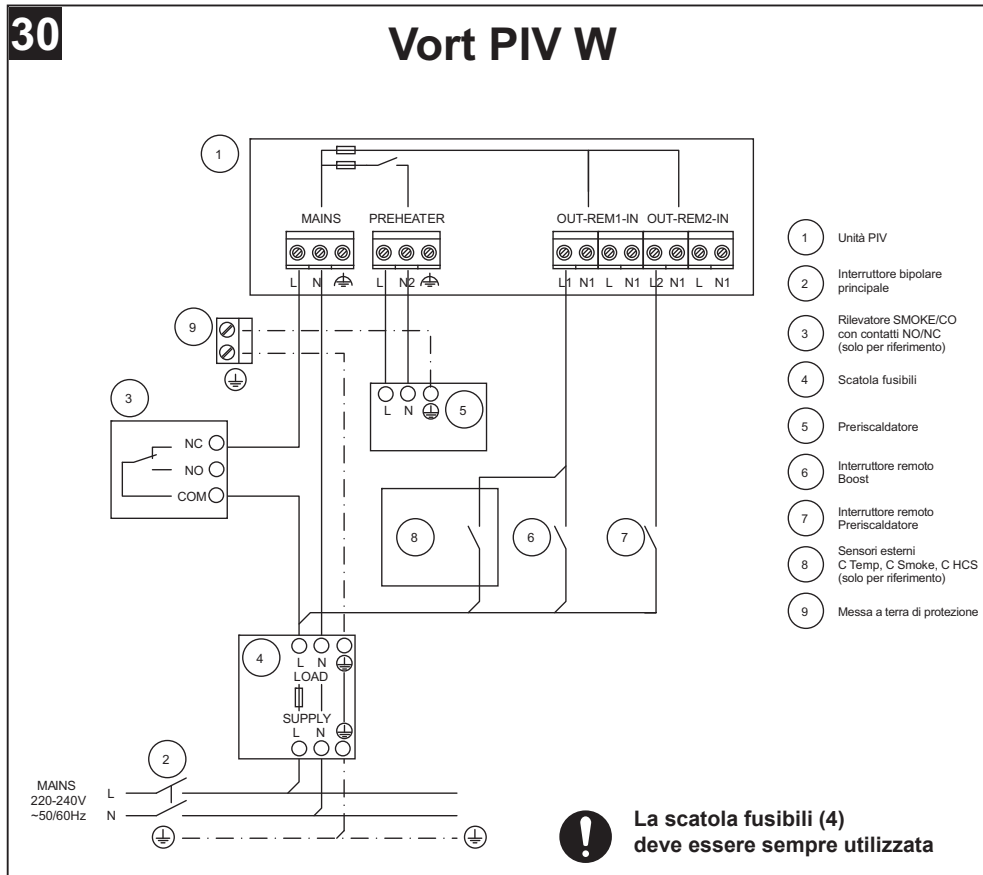 30
Vort PIV W
1
MAINS
PREHEATER
OUT-REM1-IN
OUT-REM2-IN
L
N
L
N2
L1
N1
L
N1
L2
N1
L
N1
9
3
NC
NO
COM
L
N
5
8
6
7
4
L
N
LOAD
SUPPLY
L
N
2
MAINS
220-240V
~50/60Hz
L
N
1
Unità PIV
2
Interruttore bipolare
principale
3
Rilevatore SMOKE/CO
con contatti NO/NC
(solo per riferimento)
4
Scatola fusibili
5
Preriscaldatore
6
Interruttore remoto
Boost
7
Interruttore remoto
Preriscaldatore
8
Sensori esterni
C Temp, C Smoke, C HCS
(solo per riferimento)
9
Messa a terra di protezione
La scatola fusibili (4)
deve essere sempre utilizzata